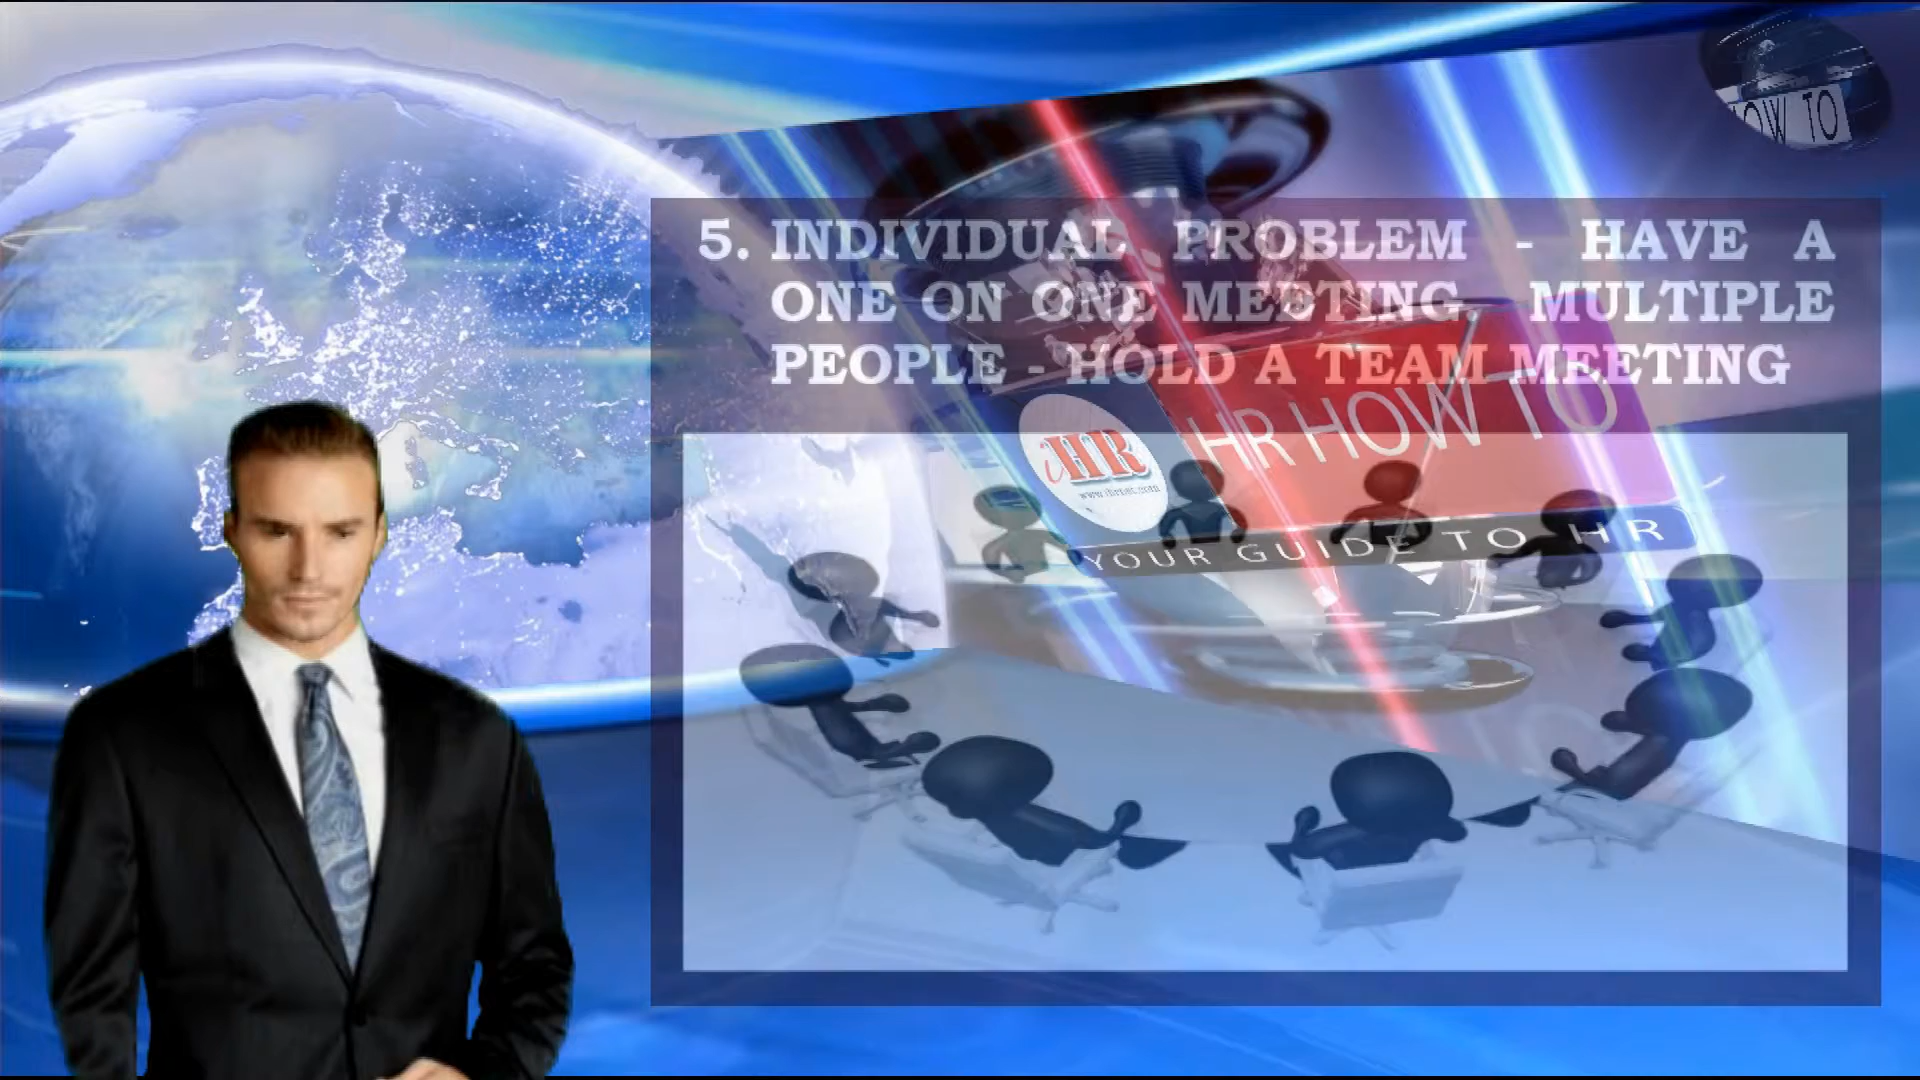 OW TO
5. INDIVIDUAL PROBLEM - HAVE A
ONE ON ONE MEETING. MULTIPLE
PEOPLE - HOLD A TEAM MEETING
HR HOW TO
iHR
YOUR GUIDE TO HR